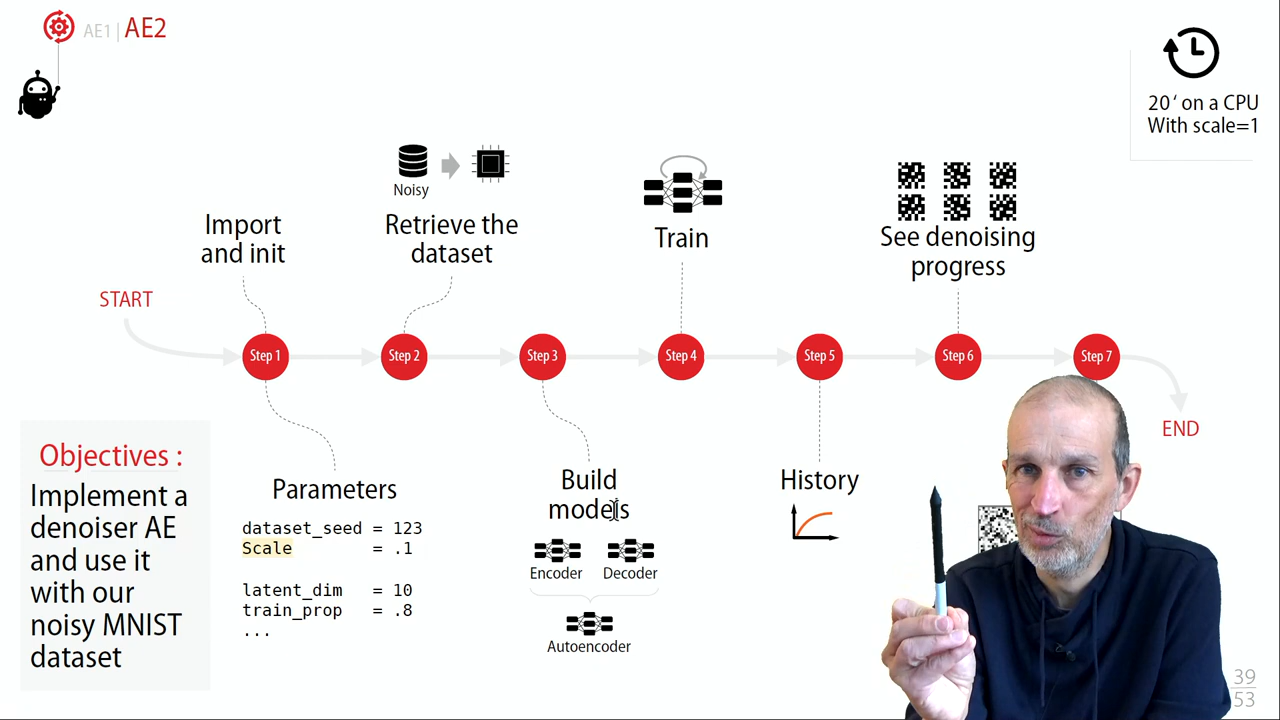 AE1 | AE2
20‘ on a CPU
With scale=1
Noisy
Import
and init
Retrieve the
dataset
Train
See denoising
progress
START
Step 1
Step 2
Step 3
Step 4
Step 5
Step 6
Step 7
END
Objectives :
Implement a
denoiser AE
and use it
with our
noisy MNIST
dataset
Parameters
dataset_seed = 123
Scale = .1
latent_dim = 10
train_prop = .8
...
Build
models
Encoder
Decoder
Autoencoder
History
39
53